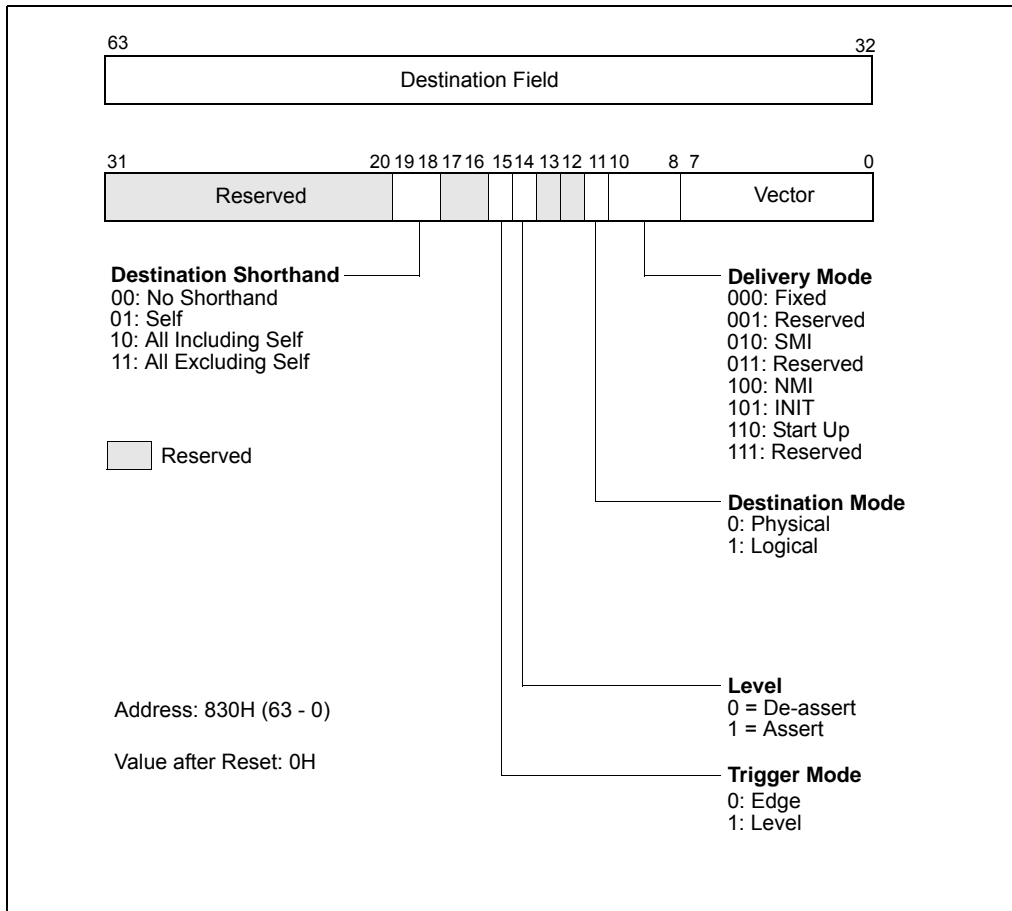 63 32
Destination Field
31 20 19 18 17 16 15 14 13 12 11 10 8 7 0
Reserved Vector
Destination Shorthand
00: No Shorthand
01: Self
10: All Including Self
11: All Excluding Self
Reserved
Delivery Mode
000: Fixed
001: Reserved
010: SMI
011: Reserved
100: NMI
101: INIT
110: Start Up
111: Reserved
Destination Mode
0: Physical
1: Logical
Level
0 = De-assert
1 = Assert
Address: 830H (63 - 0)
Value after Reset: 0H
Trigger Mode
0: Edge
1: Level